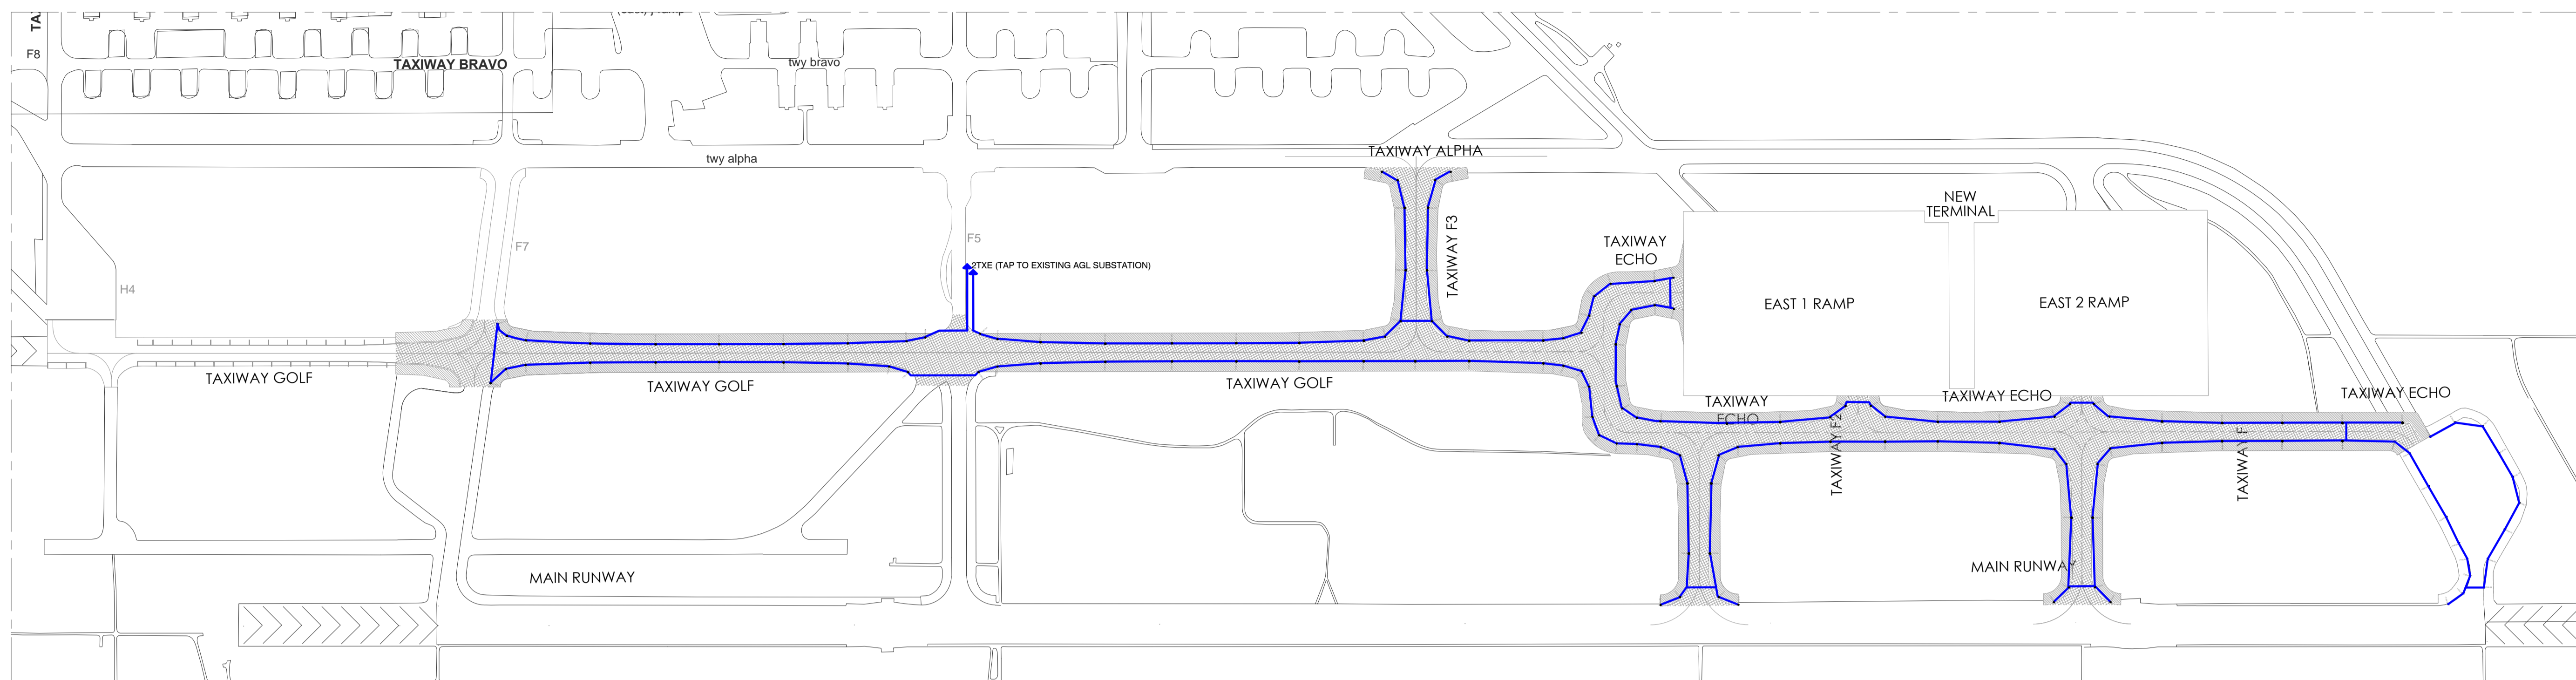 F8
TAXIWAY BRAVO
twy bravo
twy alpha
TAXIWAY ALPHA
NEW
TERMINAL
TAXIWAY F3
F7
F5
TAXIWAY
ECHO
2TXE (TAP TO EXISTING AGL SUBSTATION)
H4
EAST 1 RAMP
EAST 2 RAMP
TAXIWAY GOLF
TAXIWAY GOLF
TAXIWAY GOLF
TAXIWAY
ECHO
TAXIWAY ECHO
TAXIWAY ECHO
TAXIWAY F2
TAXIWAY F
MAIN RUNWAY
MAIN RUNWAY